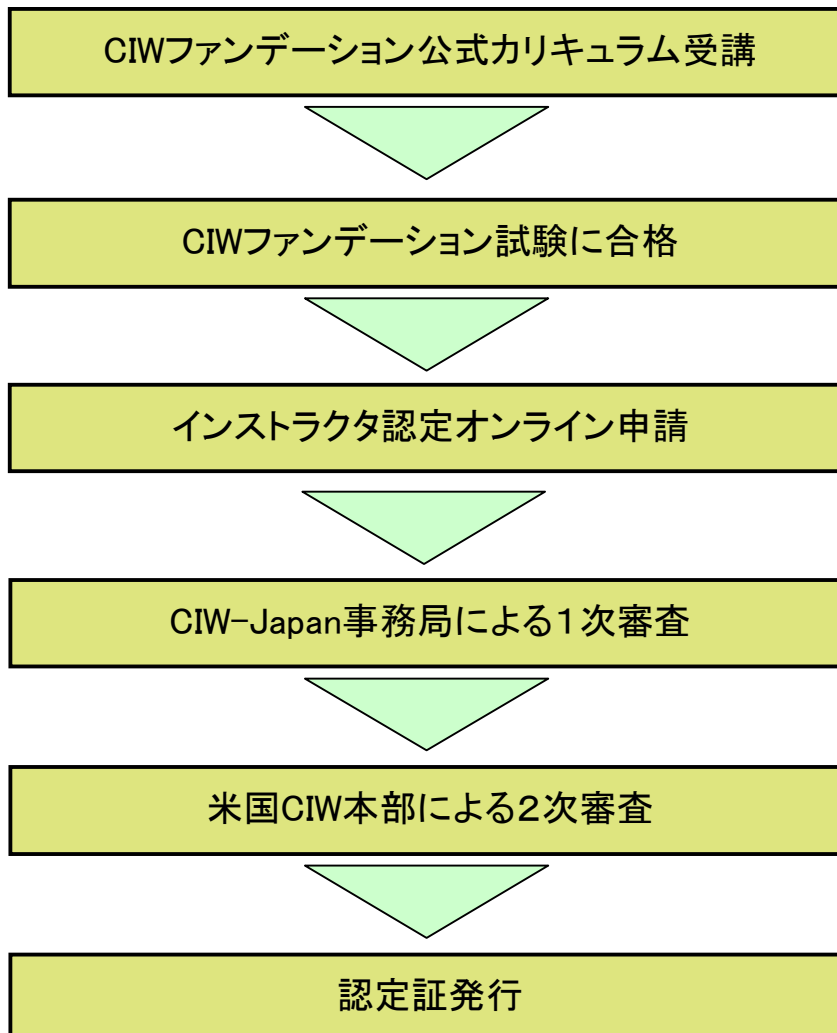 CIWファンデーション公式カリキュラム受講
CIWファンデーション試験に合格
インストラクタ認定オンライン申請
CIW-Japan事務局による１次審査
米国CIW本部による２次審査
認定証発行